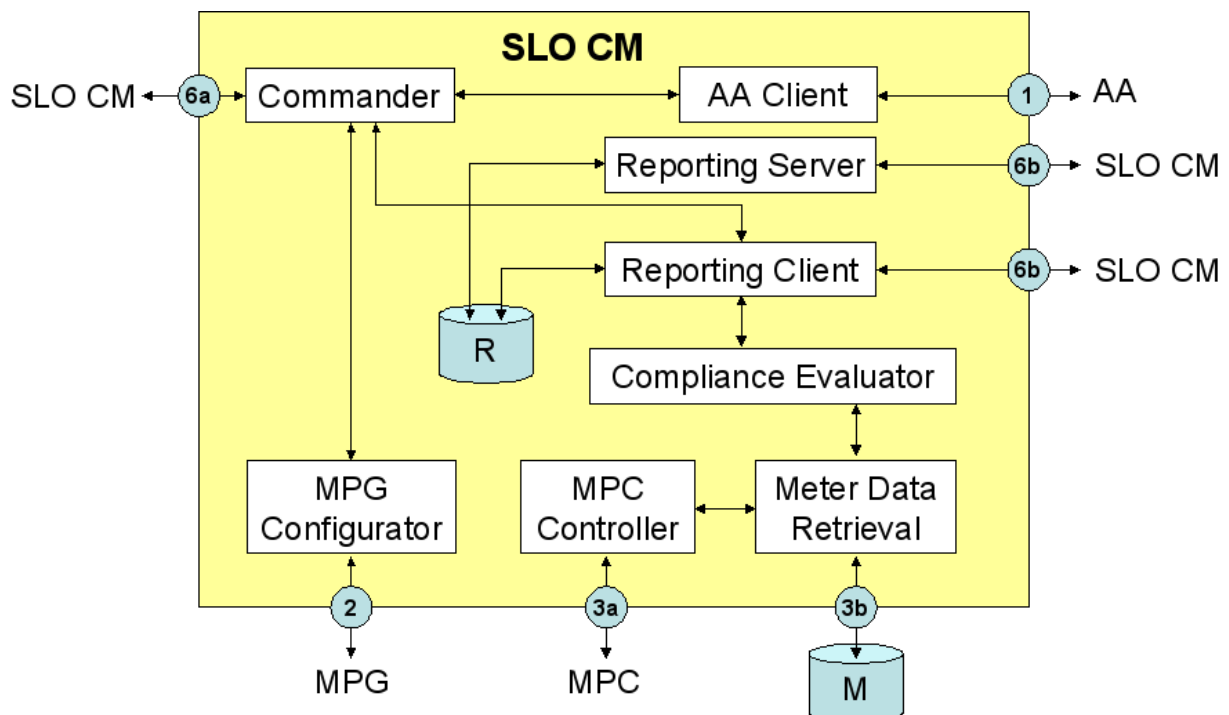 SLO CM
SLO CM
6a
Commander
AA Client
1
AA
Reporting Server
6b
SLO CM
Reporting Client
6b
SLO CM
R
Compliance Evaluator
MPG
Configurator
MPC
Controller
Meter Data
Retrieval
2
3a
3b
MPG
MPC
M